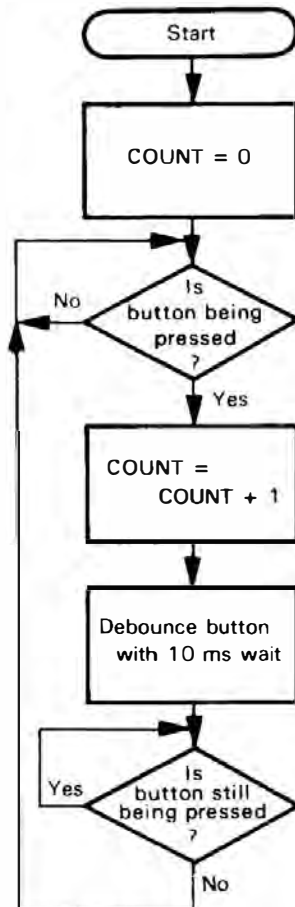 Start
COUNT = 0
Is
button being
pressed
?
No
Yes
COUNT =
COUNT + 1
Debounce button
with 10 ms wait
Is
button still
being pressed
?
Yes
No